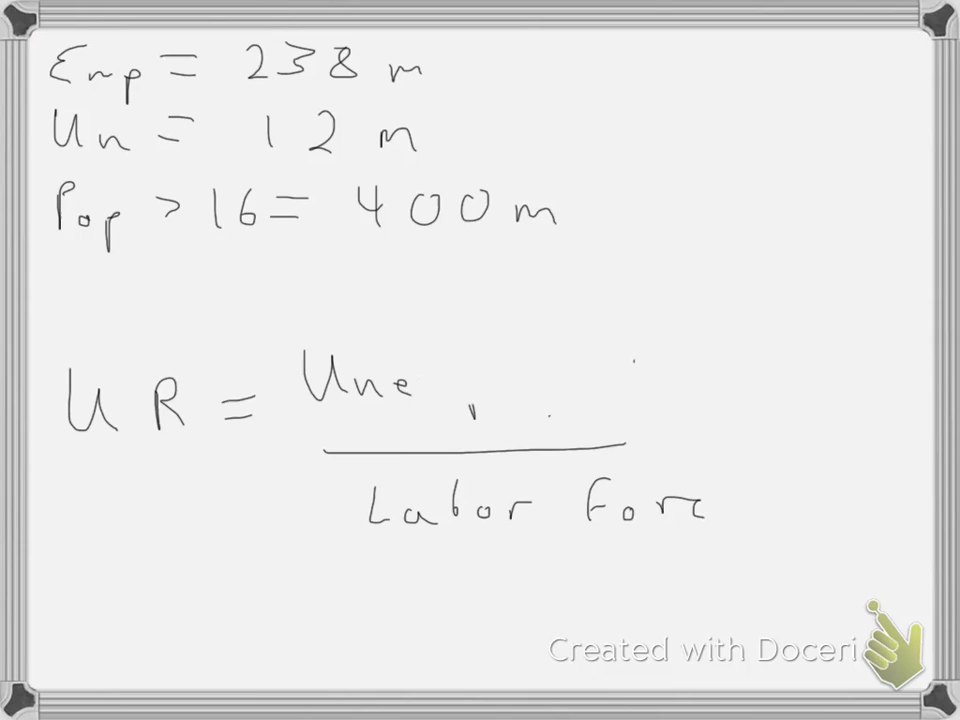 Emp = 238 m
Un = 12 m
Pop > 16 = 400 m
UR = Une
Labor Forc
Created with Doceri